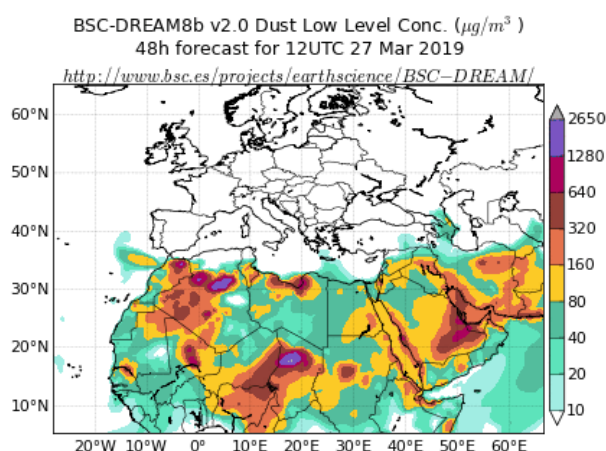 BSC-DREAM8b v2.0 Dust Low Level Conc. (μg/m³ )
48h forecast for 12UTC 27 Mar 2019
http://www.bsc.es/projects/earthscience/BSC−DREAM/
60°N
50°N
40°N
30°N
20°N
10°N
20°W 10°W 0° 10°E 20°E 30°E 40°E 50°E 60°E
2650
1280
640
320
160
80
40
20
10